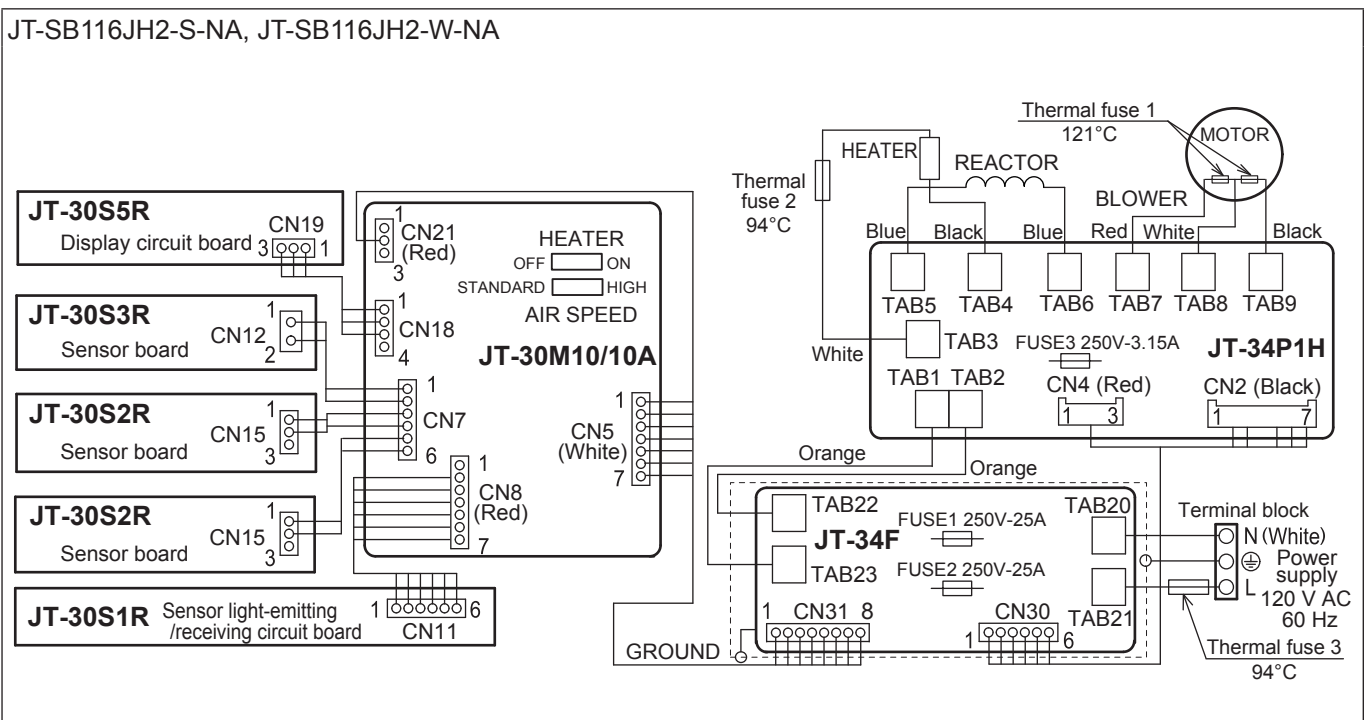 JT-SB116JH2-S-NA, JT-SB116JH2-W-NA
Thermal fuse 1
121°C
MOTOR
HEATER
REACTOR
Thermal
fuse 2
94°C
BLOWER
Blue
Black
Blue
Red
White
Black
TAB5
TAB4
TAB6
TAB7
TAB8
TAB9
White
TAB3
FUSE3 250V-3.15A
JT-34P1H
TAB1
TAB2
CN4 (Red)
1
3
CN2 (Black)
1
7
Orange
Orange
JT-30S5R
Display circuit board
CN19
3
1
JT-30S3R
Sensor board
CN12
1
2
JT-30S2R
Sensor board
CN15
1
3
JT-30S2R
Sensor board
CN15
1
3
JT-30S1R
Sensor light-emitting
/receiving circuit board
1
6
CN11
1
CN21
(Red)
3
HEATER
OFF
ON
STANDARD
HIGH
AIR SPEED
1
CN18
4
JT-30M10/10A
1
CN7
6
1
CN5
(White)
7
1
CN8
(Red)
7
TAB22
FUSE1 250V-25A
TAB20
JT-34F
TAB23
FUSE2 250V-25A
TAB21
1
CN31
8
CN30
1
6
GROUND
Terminal block
N (White)
Power
supply
L
120 V AC
60 Hz
Thermal fuse 3
94°C